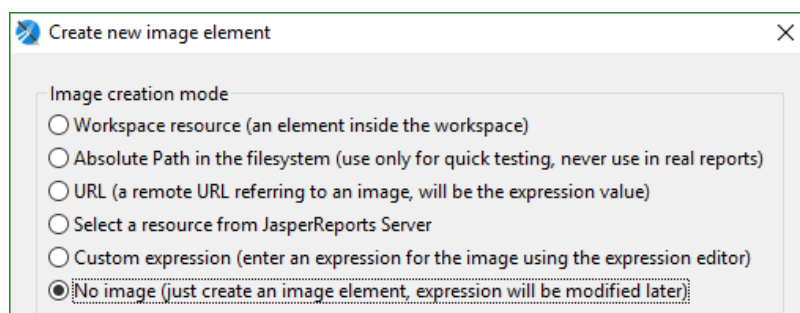 Create new image element
Image creation mode
Workspace resource (an element inside the workspace)
Absolute Path in the filesystem (use only for quick testing, never use in real reports)
URL (a remote URL referring to an image, will be the expression value)
Select a resource from JasperReports Server
Custom expression (enter an expression for the image using the expression editor)
No image (just create an image element, expression will be modified later)